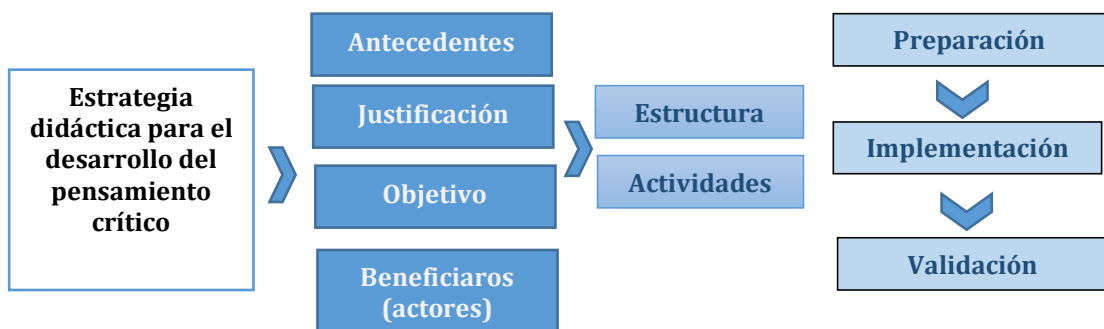 Estrategia
didáctica para el
desarrollo del
pensamiento
crítico
Antecedentes
Justificación
Objetivo
Beneficiaros
(actores)
Estructura
Actividades
Preparación
Implementación
Validación